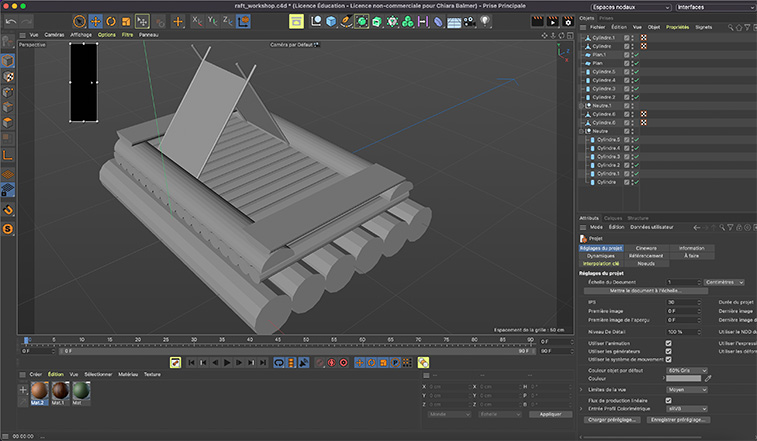 raft_workshop.c4d * (Licence Éducation - Licence non-commerciale pour Chiara Balmer) - Prise Principale
Espaces nodaux
Interfaces
Vue Caméras Affichage Options Filtre Panneau
Perspective
Caméra par Défaut
Espacement de la grille : 50 cm
0 5 10 15 20 25 30 35 40 45 50 55 60 65 70 75 80 85 90
0 F
0 F
0 F
90 F
90 F
Créer Édition Vue Sélectionner Matériau Texture
Mat.2
Mat.1
Mat
X
Y
Z
0 cm
X
Y
Z
0 cm
H
P
B
0 °
Monde
Echelle
Appliquer
00:00:00
Objets
Fichier Édition Vue Objet Propriétés Signets
Cylindre.1
Cylindre
Plan.1
Plan
Cylindre.5
Cylindre.4
Cylindre.3
Cylindre.2
Neutre.1
Cylindre.6
Cylindre.6
Neutre
Cylindre.5
Cylindre.4
Cylindre.3
Cylindre.2
Cylindre.1
Cylindre
Attributs Calques Structure
Mode Édition Données utilisateur
Projet
Réglages du projet Cineware Information
Dynamiques Référencement À faire
Interpolation clé Noeuds
Réglages du projet
Échelle du Document 1 Centimètres
Mettre le document à l'échelle...
IPS 30 Durée du projet
Première image 0 F Dernière image
Première image de l'aperçu 0 F Dernière image
Niveau De Détail 100 % Utiliser le NDD
Utiliser l'animation Utiliser l'expres
Utiliser les générateurs Utiliser les défor
Utiliser le système de mouvement
Couleur objet par défaut 60% Gris
Couleur
Limites de la vue Moyen
Flux de production linéaire
Entrée Profil Colorimétrique sRVB
Charger préréglage... Enregistrer préréglage...